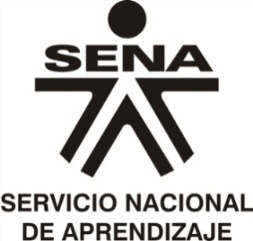 SENA
SERVICIO NACIONAL
DE APRENDIZAJE